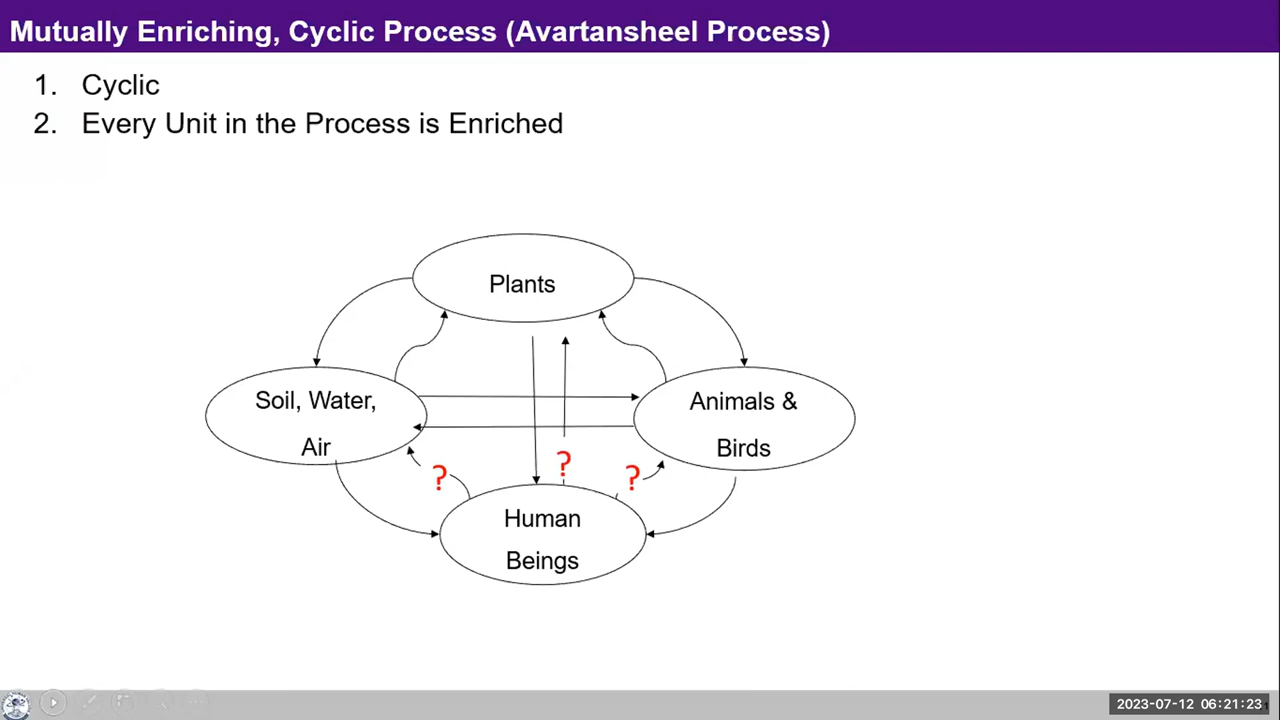 Mutually Enriching, Cyclic Process (Avartansheel Process)
1. Cyclic
2. Every Unit in the Process is Enriched
Plants
Soil, Water,
Air
Animals &
Birds
?
?
?
Human
Beings
2023-07-12 06:21:23